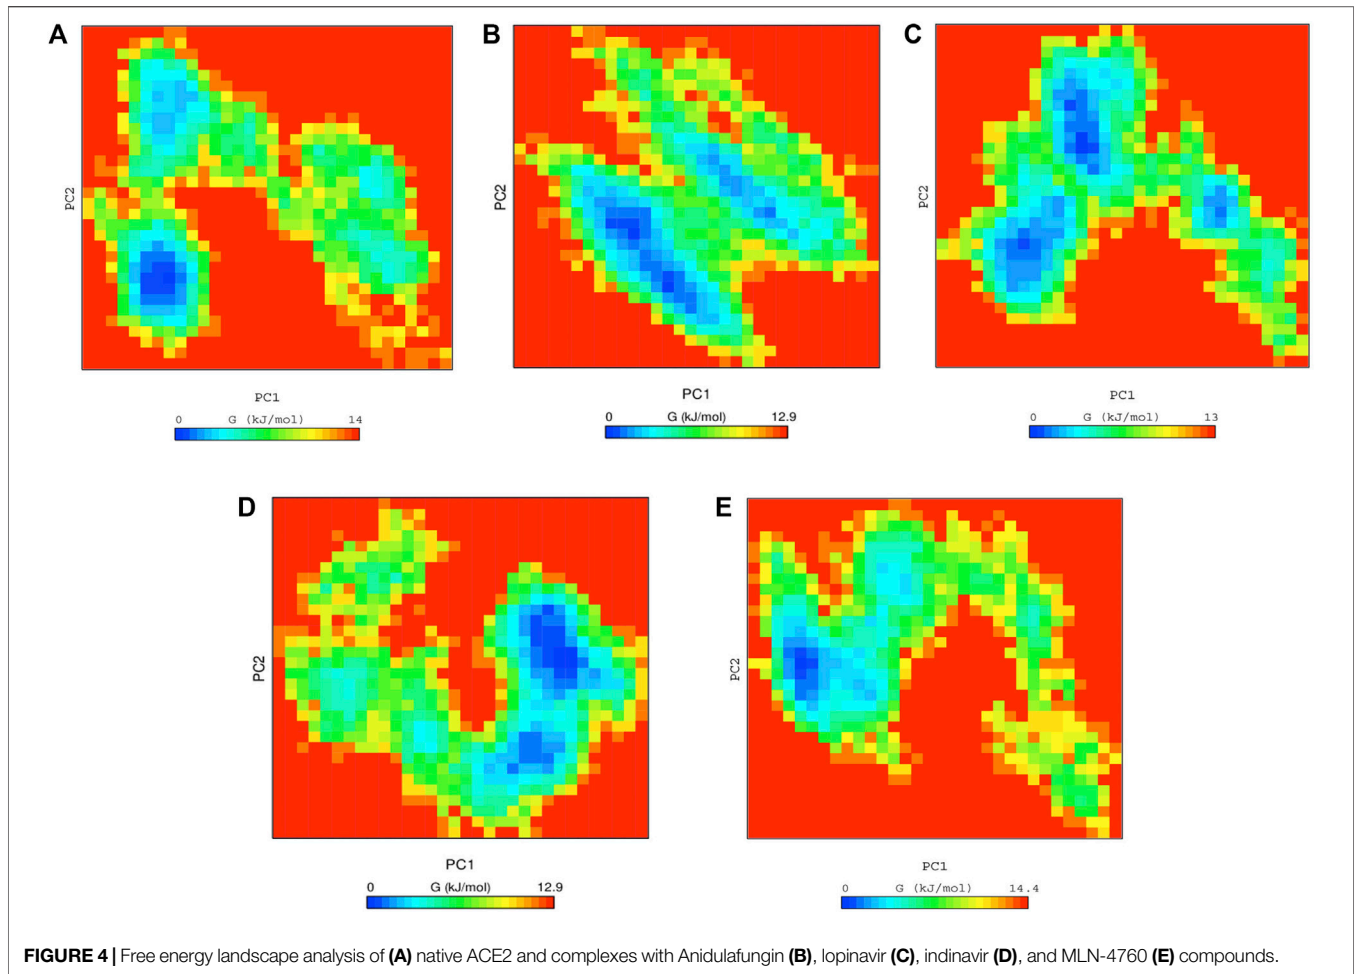 A
PC2
PC1
0 G (kJ/mol) 14
B
PC2
PC1
0 G (kJ/mol) 12.9
C
PC2
PC1
0 G (kJ/mol) 13
D
PC2
PC1
0 G (kJ/mol) 12.9
E
PC2
PC1
0 G (kJ/mol) 14.4
FIGURE 4 | Free energy landscape analysis of (A) native ACE2 and complexes with Anidulafungin (B), lopinavir (C), indinavir (D), and MLN-4760 (E) compounds.